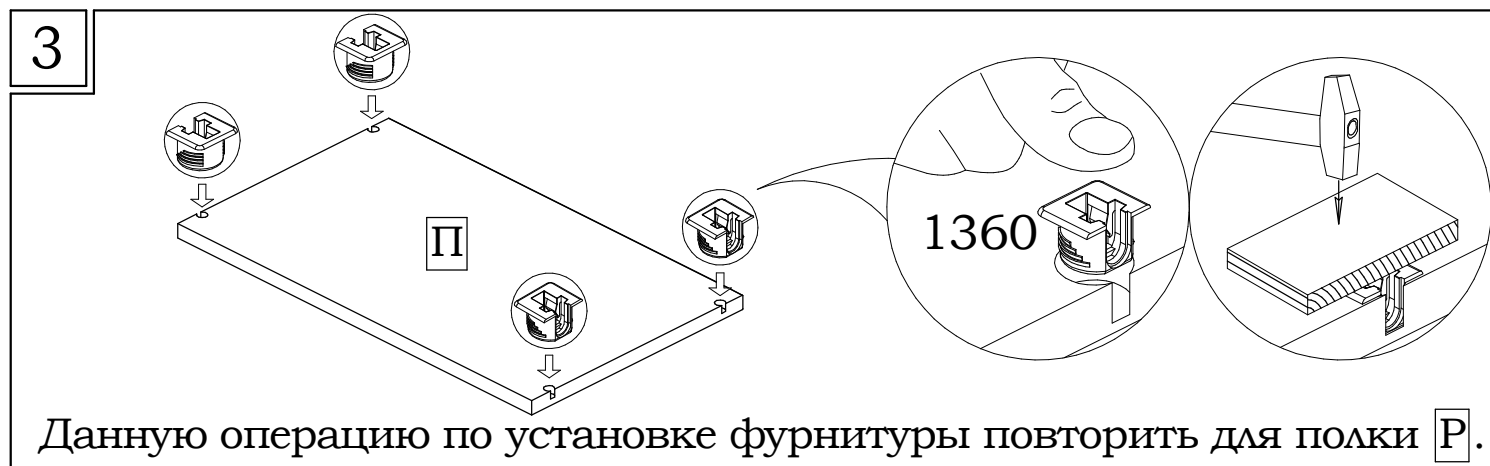 3
П
1360
Данную операцию по установке фурнитуры повторить для полки Р.